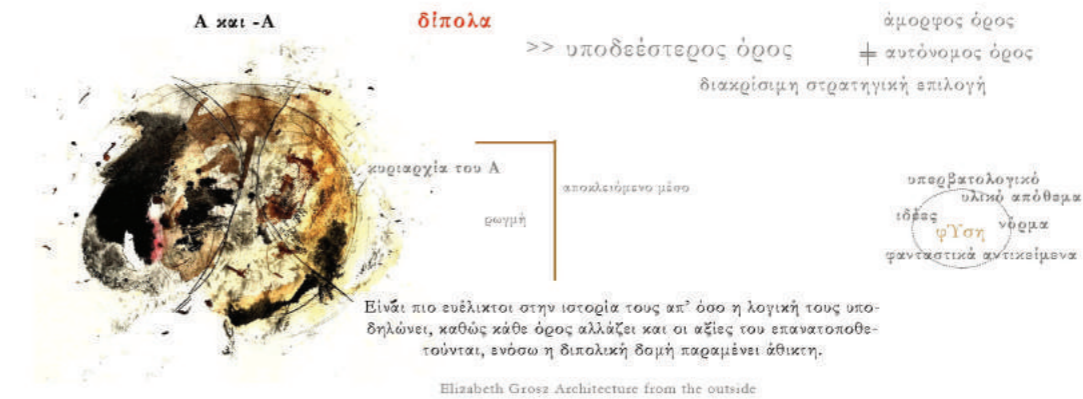 Α και -Α
δίπολα
>> υποδεέστερος όρος
άμορφος όρος
╪ αυτόνομος όρος
διακρίσιμη στρατηγική επιλογή
κυριαρχία του Α
ρωγμή
αποκλειόμενο μέσο
υπερβατολογικό
υλικό απόθεμα
ιδέες
νόρμα
φΥση
φανταστικά αντικείμενα
Είναι πιο ευέλικτοι στην ιστορία τους απ’ όσο η λογική τους υπο-
δηλώνει, καθώς κάθε όρος αλλάζει και οι αξίες του επανατοποθε-
τούνται, ενόσω η διπολική δομή παραμένει άθικτη.
Elizabeth Grosz Architecture from the outside